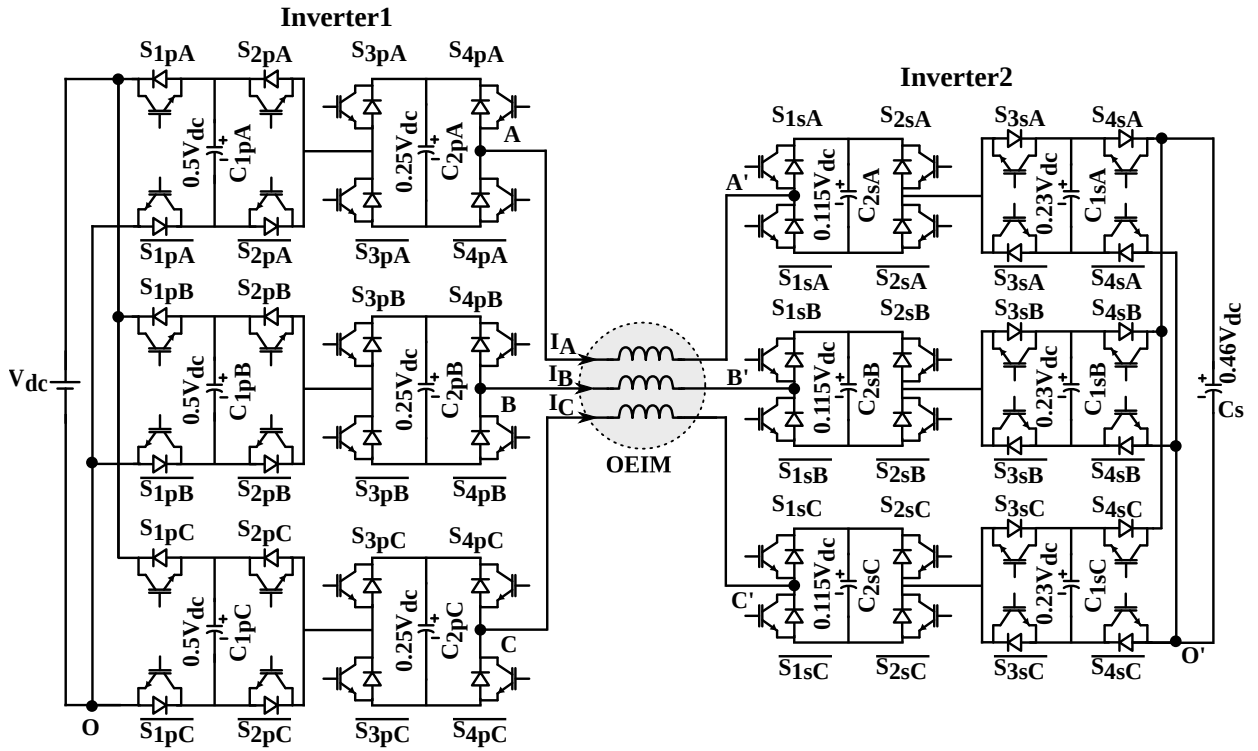 Inverter1
S1pA S2pA S3pA S4pA
0.5Vdc C1pA 0.25Vdc C2pA A
S1pA S2pA S3pA S4pA
S1pB S2pB S3pB S4pB
Vdc 0.5Vdc C1pB 0.25Vdc C2pB B
S1pB S2pB S3pB S4pB
S1pC S2pC S3pC S4pC
0.5Vdc C1pC 0.25Vdc C2pC C
O S1pC S2pC S3pC S4pC
IA
IB
IC
OEIM
Inverter2
S1sA S2sA S3sA S4sA
A' 0.115Vdc C2sA 0.23Vdc C1sA
S1sA S2sA S3sA S4sA
S1sB S2sB S3sB S4sB
B' 0.115Vdc C2sB 0.23Vdc C1sB 0.46Vdc Cs
S1sB S2sB S3sB S4sB
S1sC S2sC S3sC S4sC
C' 0.115Vdc C2sC 0.23Vdc C1sC O'
S1sC S2sC S3sC S4sC